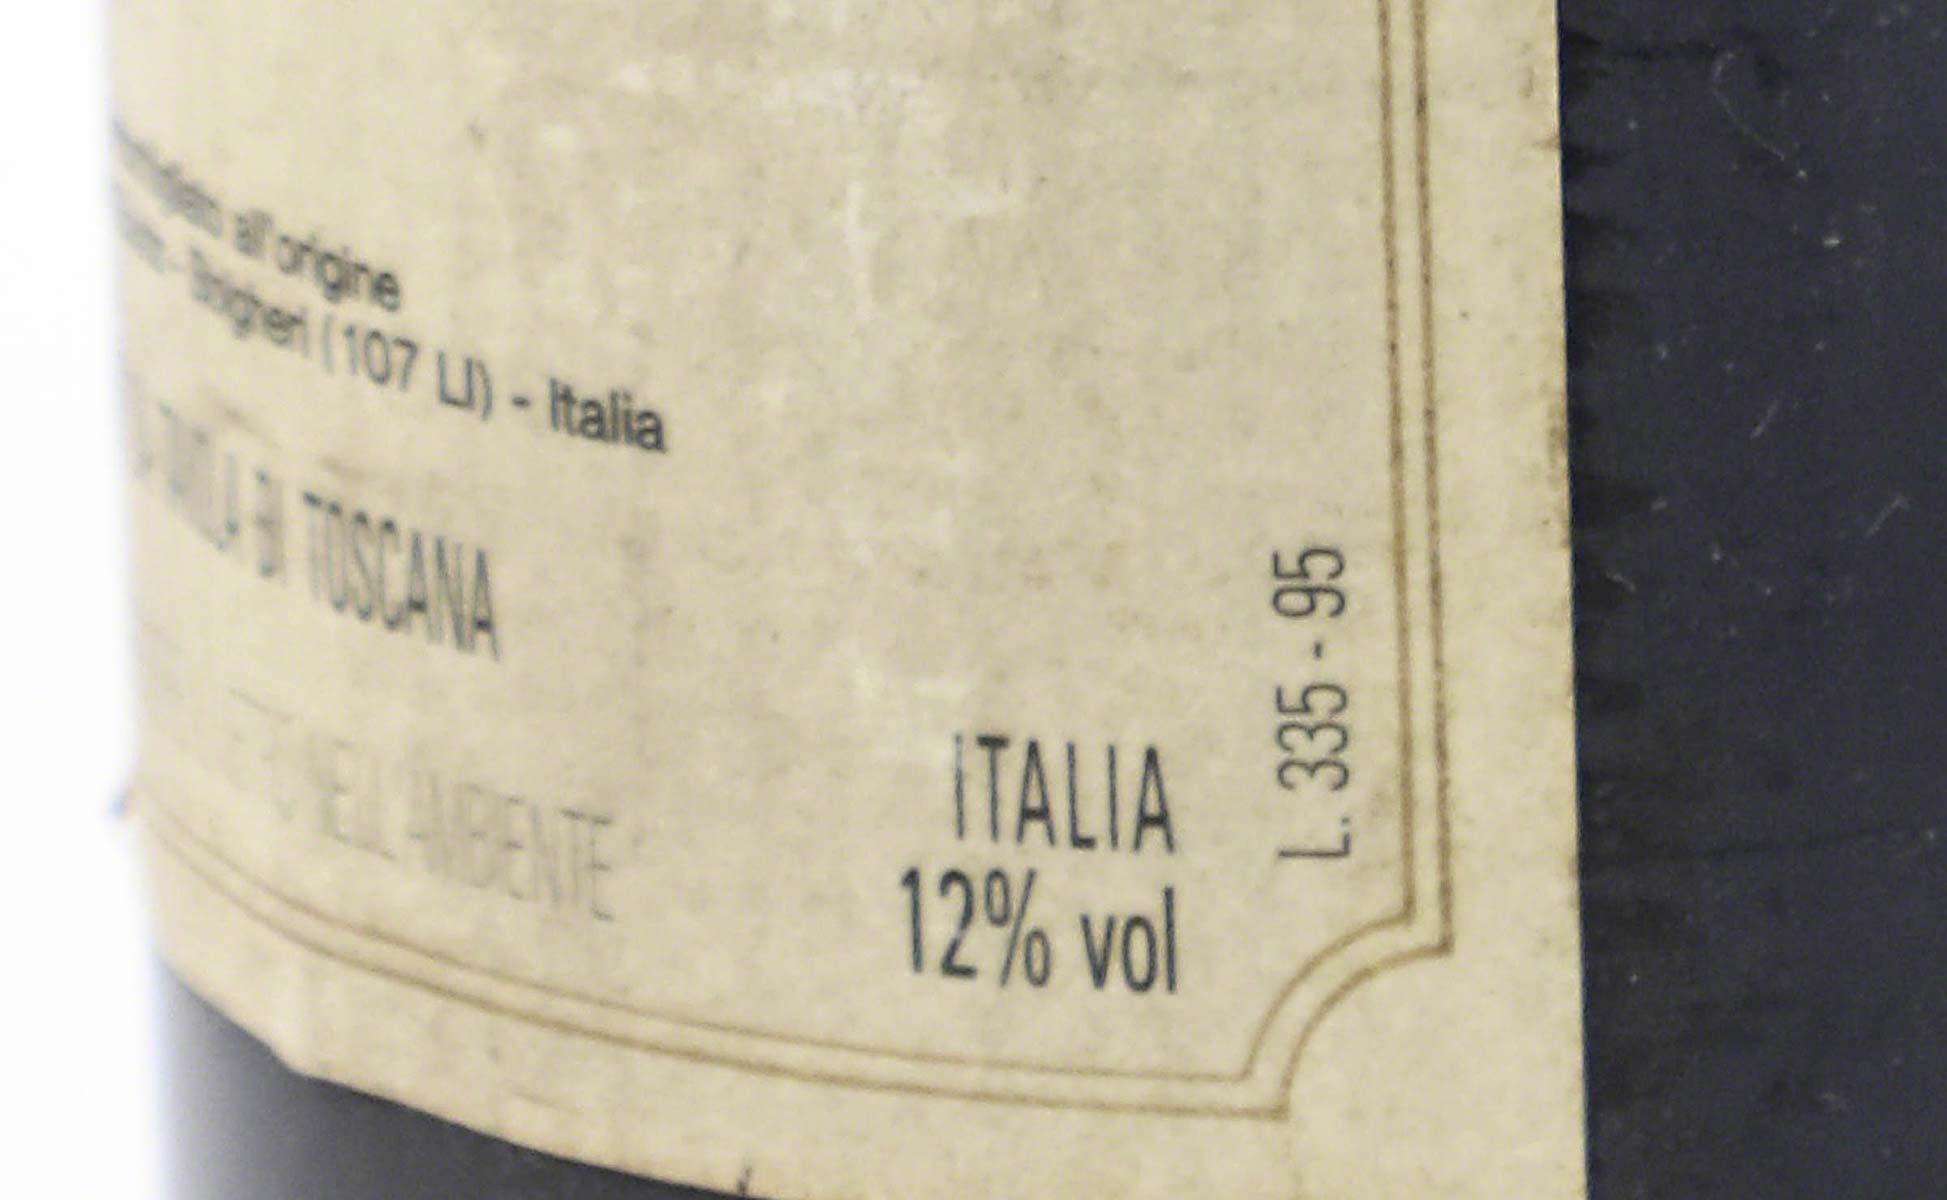 all'origine
- Bolgheri (107 LI) - Italia
DI TOSCANA
NELL'AMBIENTE
ITALIA
12% vol
L. 335 - 95